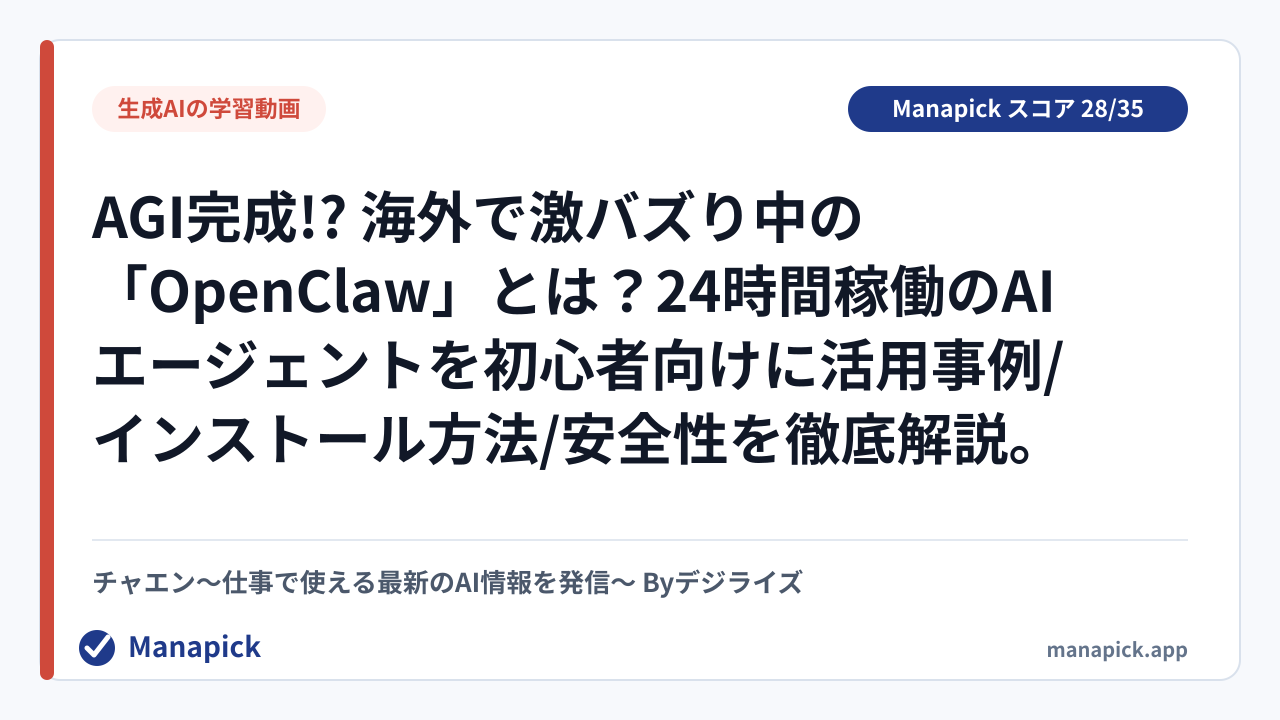 生成AIの学習動画
Manapick スコア 28/35
AGI完成!? 海外で激バズり中の
「OpenClaw」とは？24時間稼働のAI
エージェントを初心者向けに活用事例/
インストール方法/安全性を徹底解説。
チャエン〜仕事で使える最新のAI情報を発信〜 Byデジライズ
Manapick
manapick.app